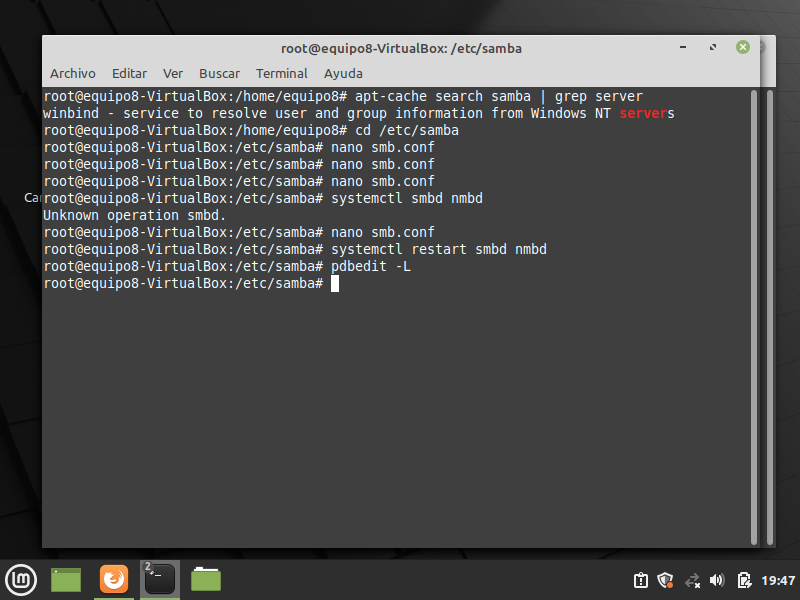 root@equipo8-VirtualBox: /etc/samba
Archivo Editar Ver Buscar Terminal Ayuda
root@equipo8-VirtualBox:/home/equipo8# apt-cache search samba | grep server
winbind - service to resolve user and group information from Windows NT servers
root@equipo8-VirtualBox:/home/equipo8# cd /etc/samba
root@equipo8-VirtualBox:/etc/samba# nano smb.conf
root@equipo8-VirtualBox:/etc/samba# nano smb.conf
root@equipo8-VirtualBox:/etc/samba# nano smb.conf
root@equipo8-VirtualBox:/etc/samba# systemctl smbd nmbd
Unknown operation smbd.
root@equipo8-VirtualBox:/etc/samba# nano smb.conf
root@equipo8-VirtualBox:/etc/samba# systemctl restart smbd nmbd
root@equipo8-VirtualBox:/etc/samba# pdbedit -L
root@equipo8-VirtualBox:/etc/samba#
2
19:47